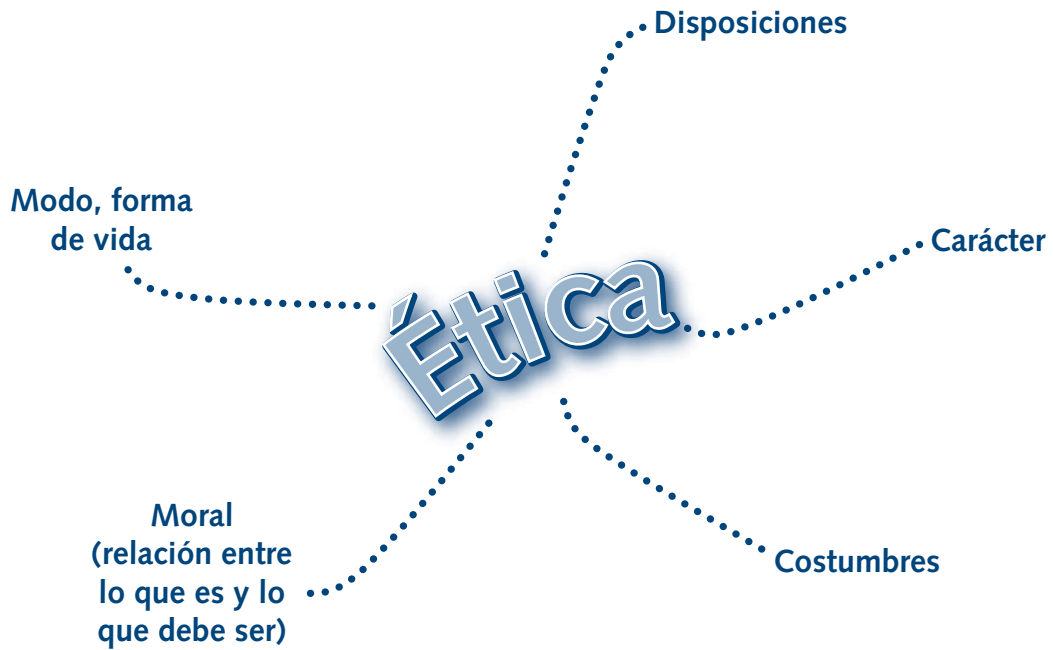 Disposiciones
Modo, forma
de vida
Carácter
Ética
Moral
(relación entre
lo que es y lo
que debe ser)
Costumbres